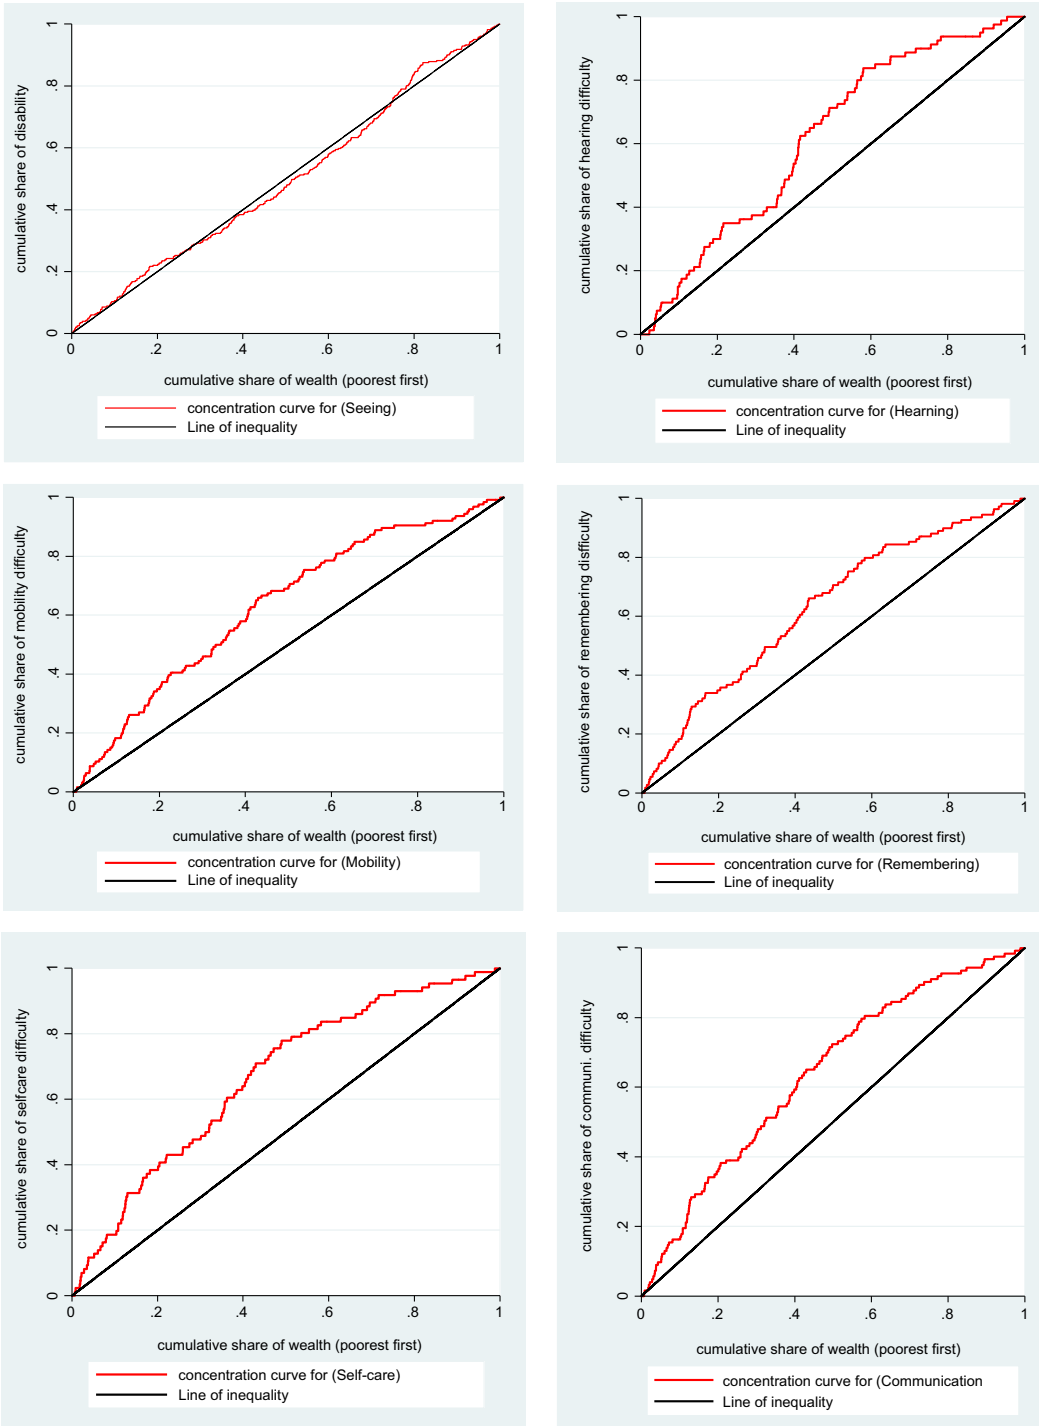 cumulative share of disability
1
.8
.6
.4
.2
0
0 .2 .4 .6 .8 1
cumulative share of wealth (poorest first)
concentration curve for (Seeing)
Line of inequality
cumulative share of hearing difficulty
1
.8
.6
.4
.2
0
0 .2 .4 .6 .8 1
cumulative share of wealth (poorest first)
concentration curve for (Hearning)
Line of inequality
cumulative share of mobility difficulty
1
.8
.6
.4
.2
0
0 .2 .4 .6 .8 1
cumulative share of wealth (poorest first)
concentration curve for (Mobility)
Line of inequality
cumulative share of remembering disfficulty
1
.8
.6
.4
.2
0
0 .2 .4 .6 .8 1
cumulative share of wealth (poorest first)
concentration curve for (Remembering)
Line of inequality
cumulative share of selfcare difficulty
1
.8
.6
.4
.2
0
0 .2 .4 .6 .8 1
cumulative share of wealth (poorest first)
concentration curve for (Self-care)
Line of inequality
cumulative share of communi. difficulty
1
.8
.6
.4
.2
0
0 .2 .4 .6 .8 1
cumulative share of wealth (poorest first)
concentration curve for (Communication
Line of inequality